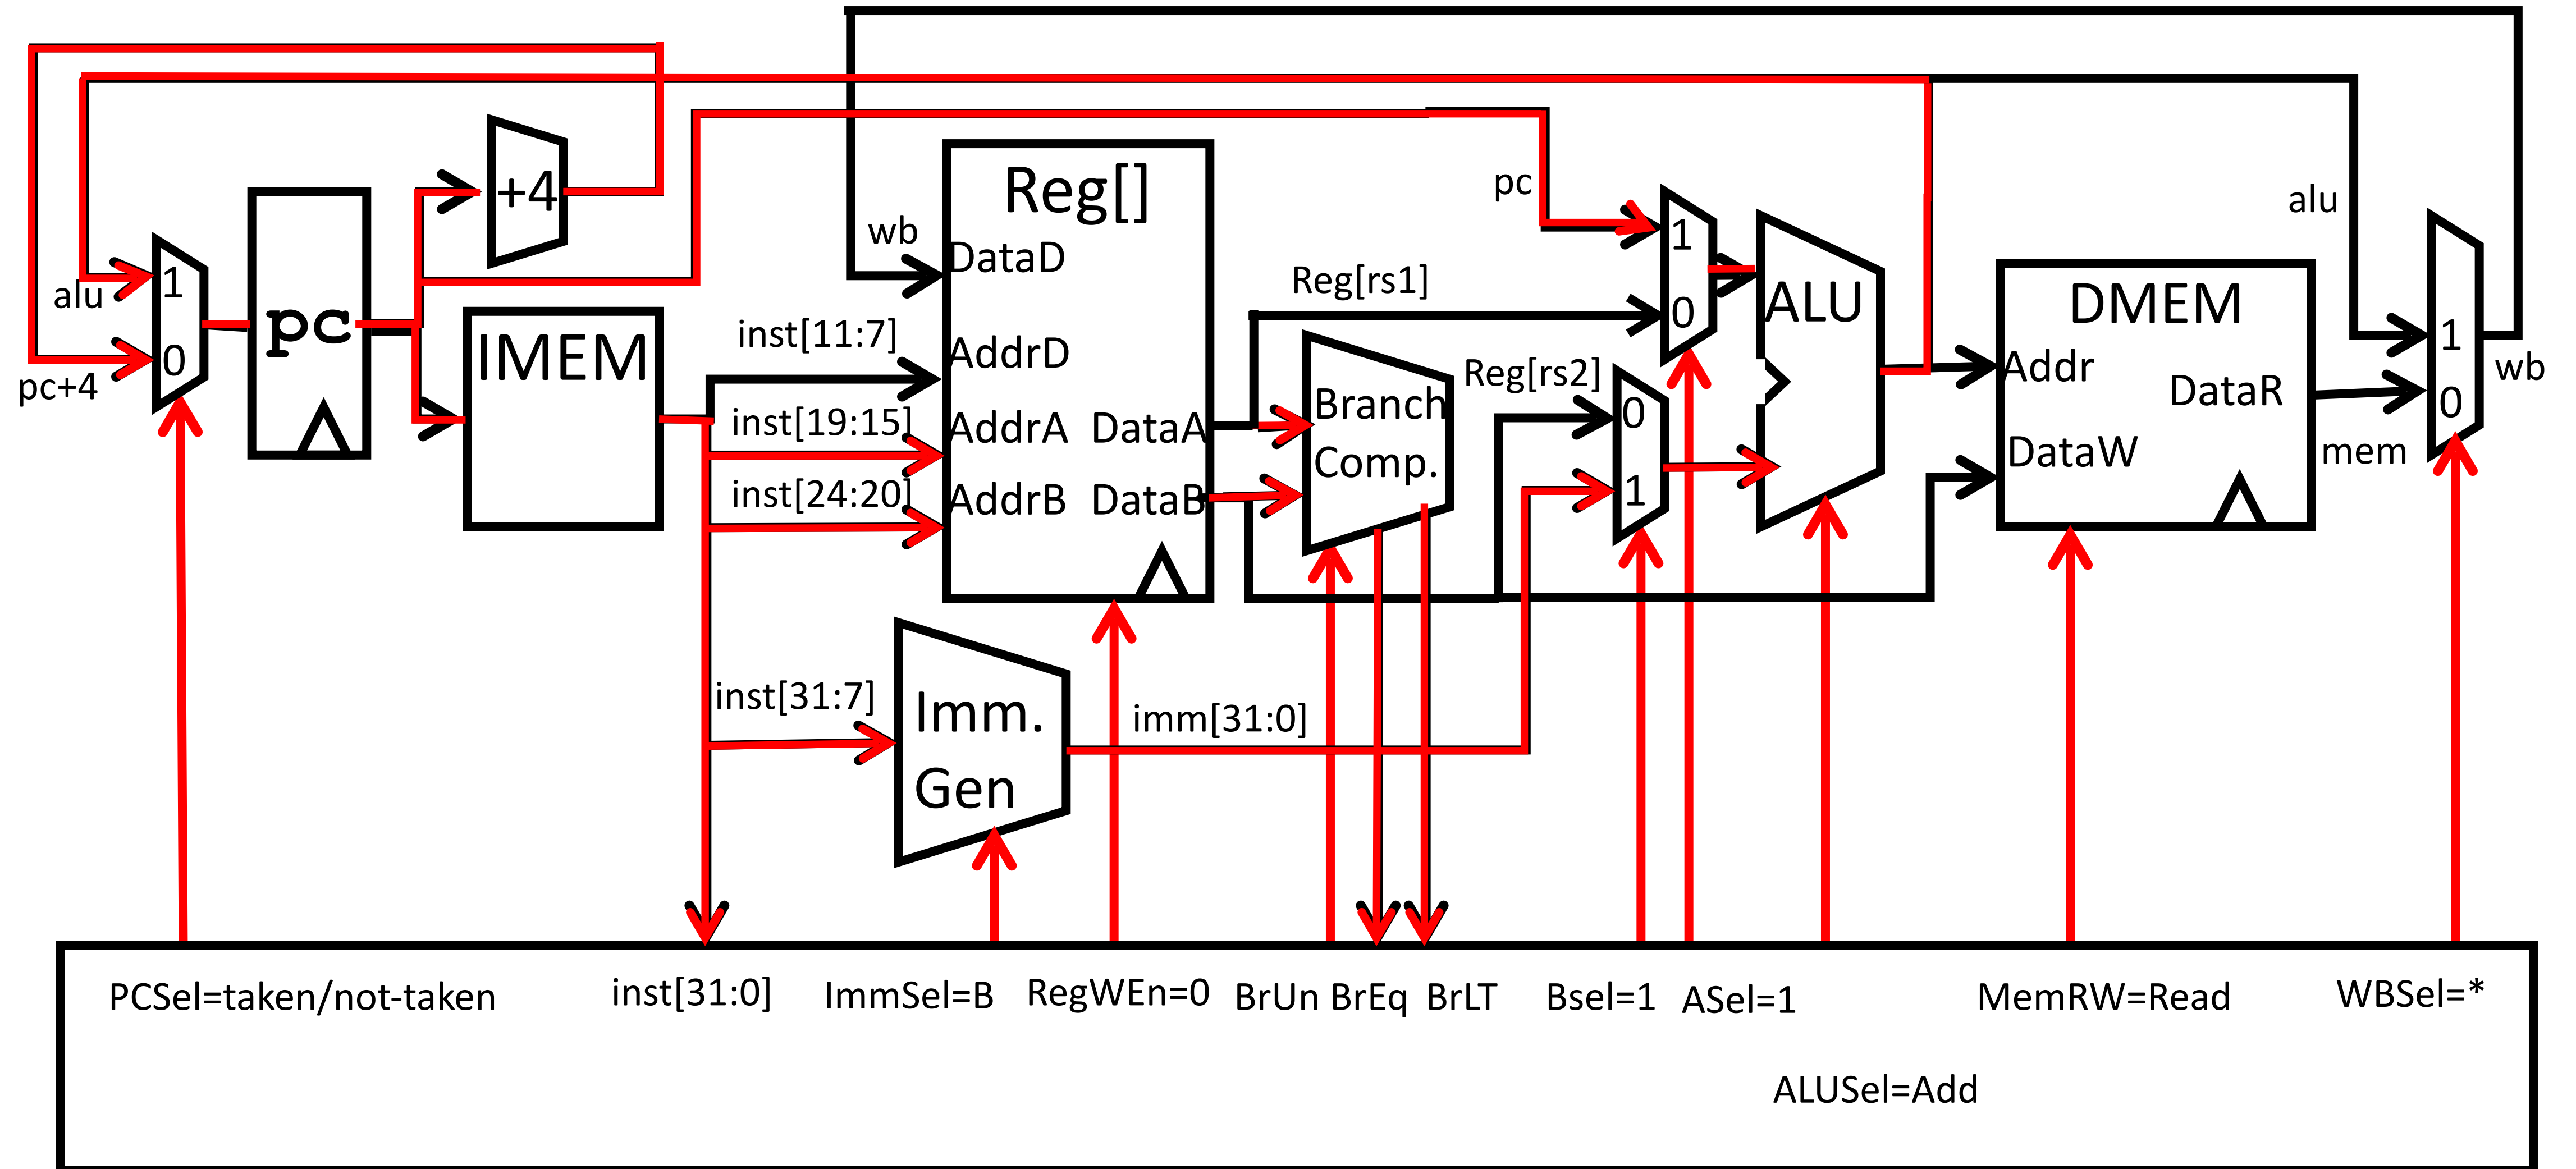 +4
Reg[]
pc
alu
wb
DataD
1
1
alu
0
pc
pc+4
IMEM
inst[11:7]
AddrD
inst[19:15]
AddrA
DataA
inst[24:20]
AddrB
DataB
Reg[rs1]
0
ALU
Reg[rs2]
Branch
Comp.
0
1
DMEM
Addr
DataR
DataW
mem
1
0
wb
inst[31:7]
Imm.
Gen
imm[31:0]
PCSel=taken/not-taken
inst[31:0]
ImmSel=B
RegWEn=0
BrUn
BrEq
BrLT
Bsel=1
ASel=1
MemRW=Read
WBSel=*
ALUSel=Add